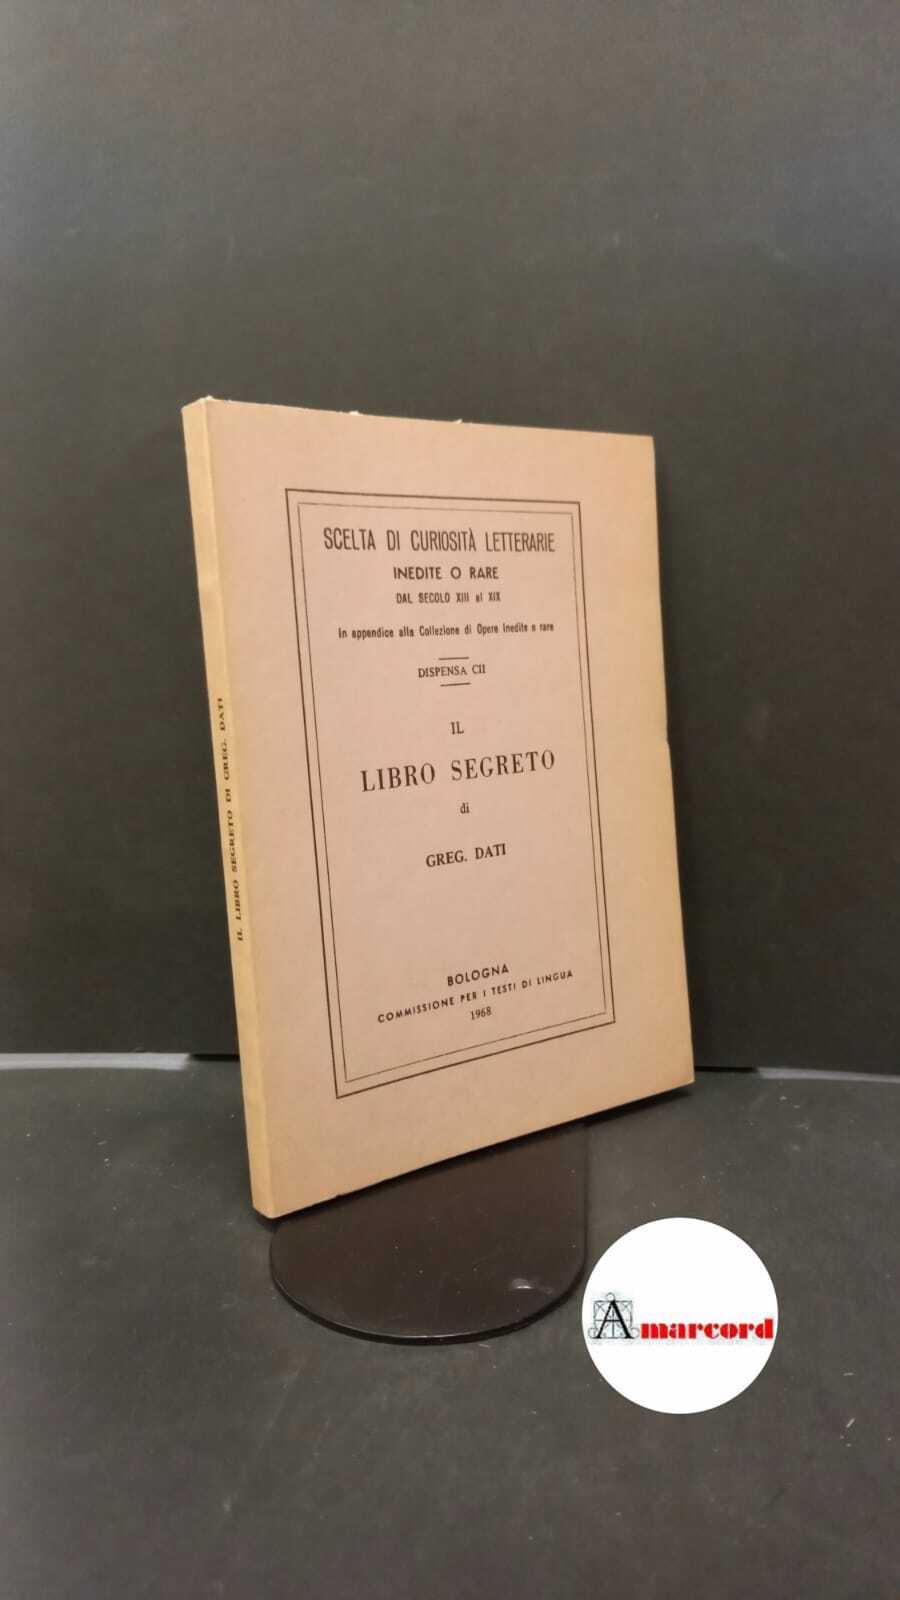 SCELTA DI CURIOSITÀ LETTERARIE
INEDITE O RARE
DAL SECOLO XIII al XIX
In appendice alla Collezione di Opere Inedite o rare
DISPENSA CII
IL
LIBRO SEGRETO
di
GREG. DATI
BOLOGNA
COMMISSIONE PER I TESTI DI LINGUA
1968
IL LIBRO SEGRETO DI GREG. DATI
Amarcord